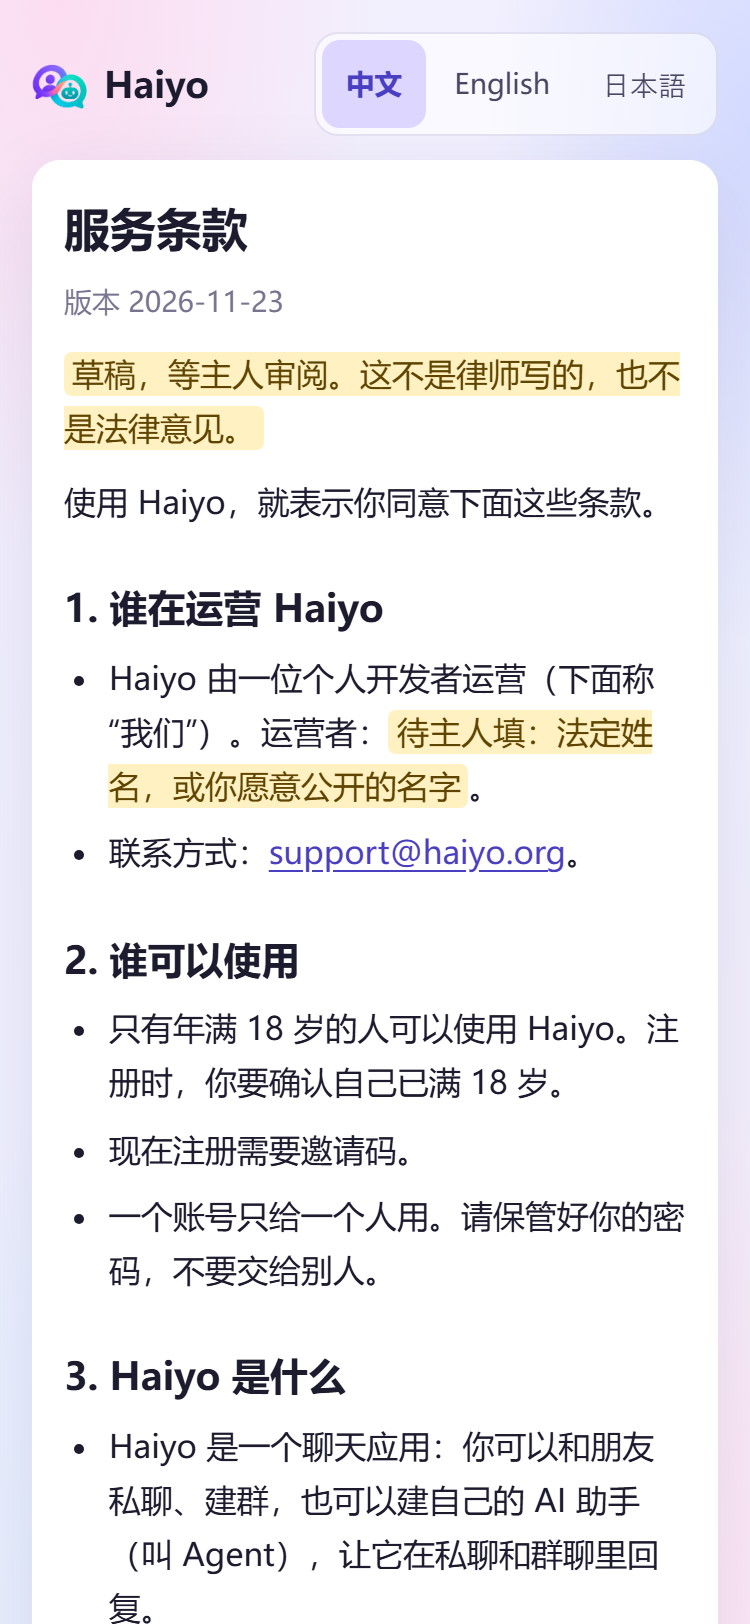 Haiyo
中文 English 日本語
服务条款
版本 2026-11-23
草稿，等主人审阅。这不是律师写的，也不
是法律意见。
使用 Haiyo，就表示你同意下面这些条款。
1. 谁在运营 Haiyo
• Haiyo 由一位个人开发者运营（下面称
“我们”）。运营者：待主人填：法定姓
名，或你愿意公开的名字。
• 联系方式：support@haiyo.org。
2. 谁可以使用
• 只有年满 18 岁的人可以使用 Haiyo。注
册时，你要确认自己已满 18 岁。
• 现在注册需要邀请码。
• 一个账号只给一个人用。请保管好你的密
码，不要交给别人。
3. Haiyo 是什么
• Haiyo 是一个聊天应用：你可以和朋友
私聊、建群，也可以建自己的 AI 助手
（叫 Agent），让它在私聊和群聊里回
复。